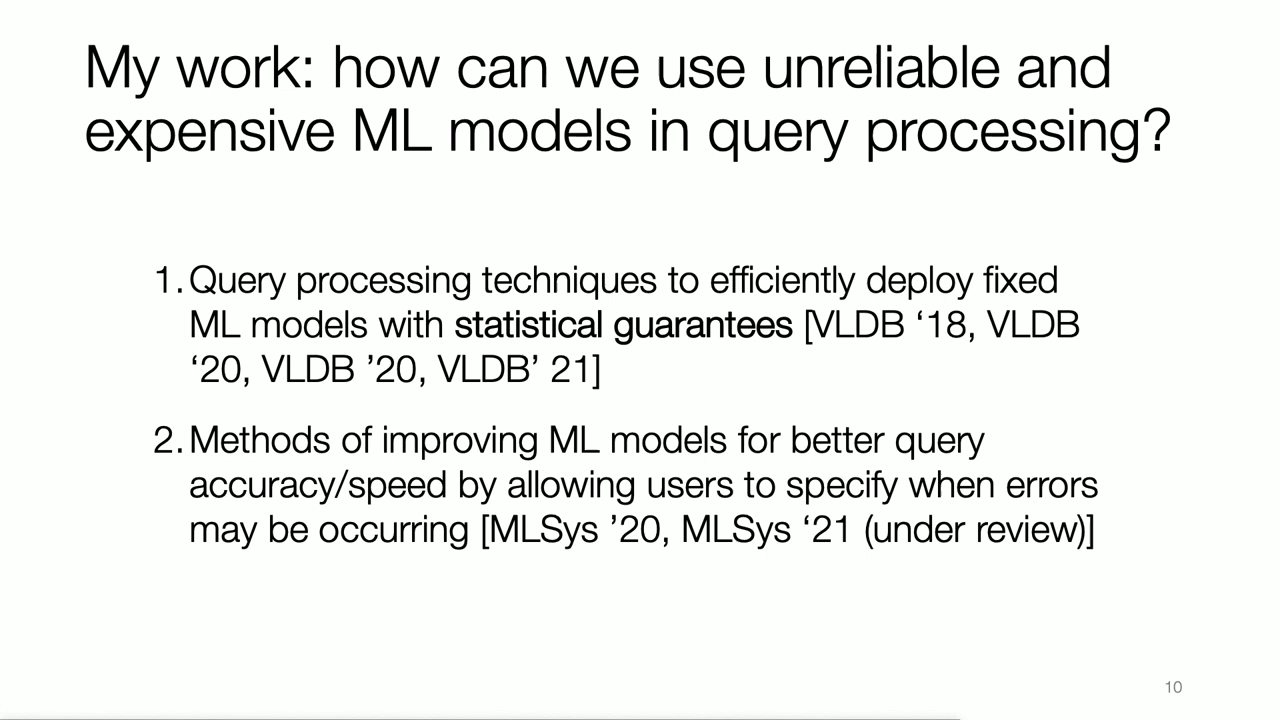 My work: how can we use unreliable and
expensive ML models in query processing?
1. Query processing techniques to efficiently deploy fixed
ML models with statistical guarantees [VLDB ‘18, VLDB
‘20, VLDB ’20, VLDB’ 21]
2. Methods of improving ML models for better query
accuracy/speed by allowing users to specify when errors
may be occurring [MLSys ’20, MLSys ‘21 (under review)]
10